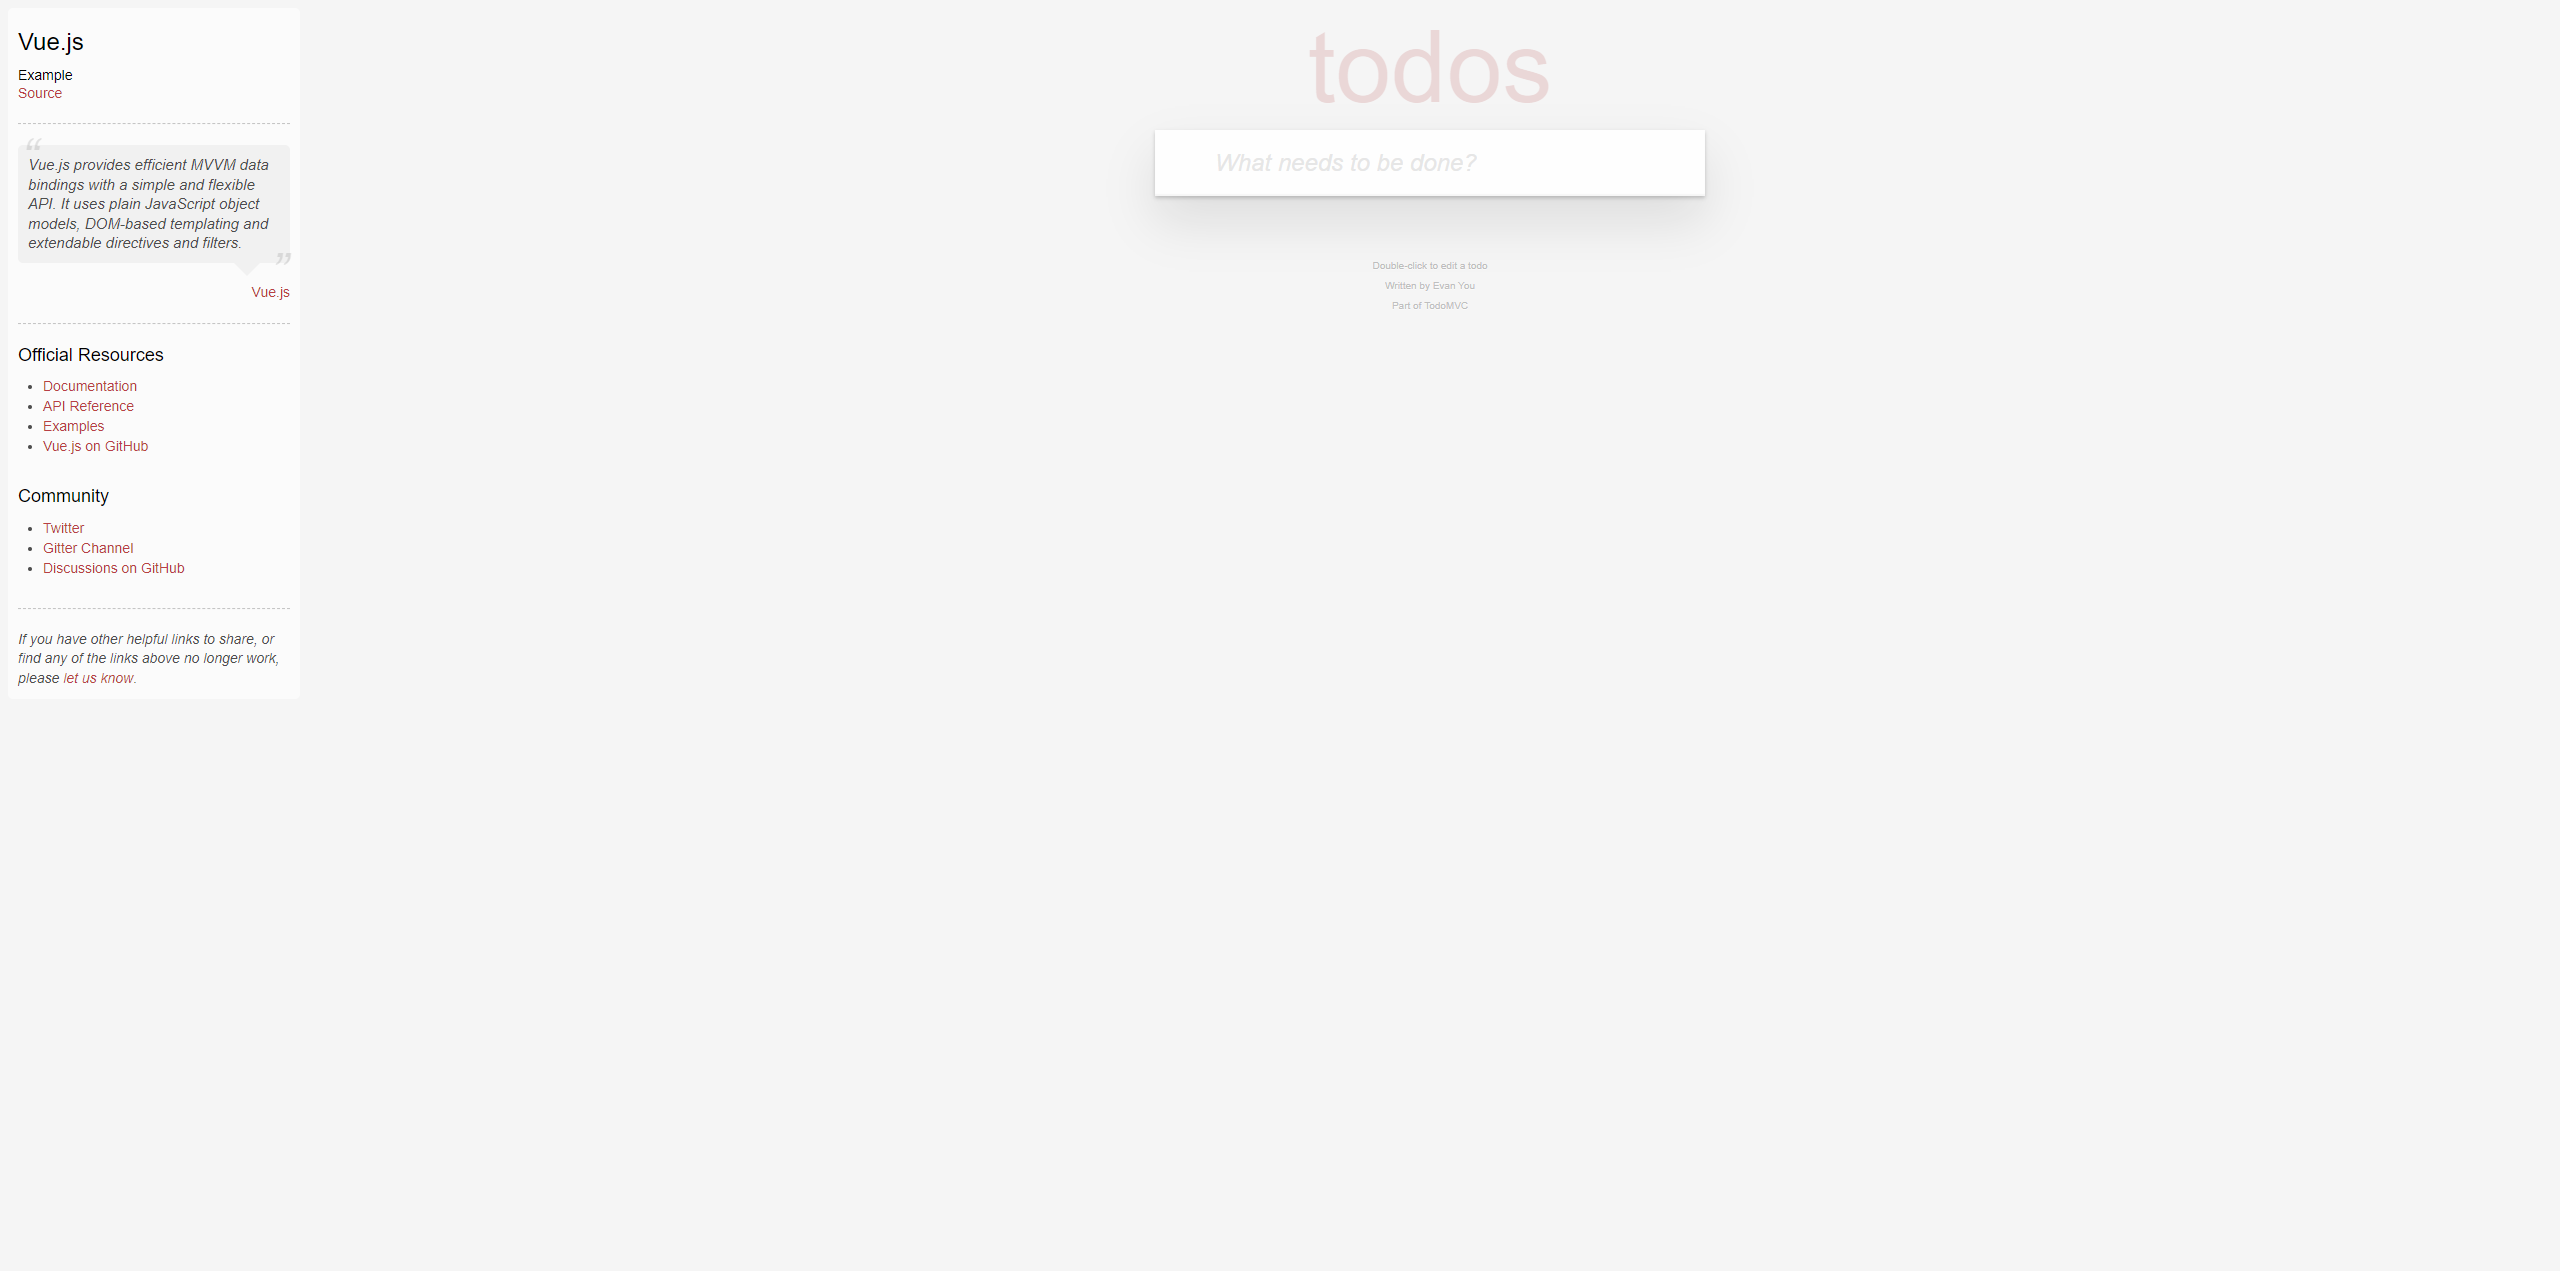 Vue.js
Example
Source
“
Vue.js provides efficient MVVM data
bindings with a simple and flexible
API. It uses plain JavaScript object
models, DOM-based templating and
extendable directives and filters.
”
Vue.js
Official Resources
• Documentation
• API Reference
• Examples
• Vue.js on GitHub
Community
• Twitter
• Gitter Channel
• Discussions on GitHub
If you have other helpful links to share, or
find any of the links above no longer work,
please let us know.
todos
What needs to be done?
Double-click to edit a todo
Written by Evan You
Part of TodoMVC